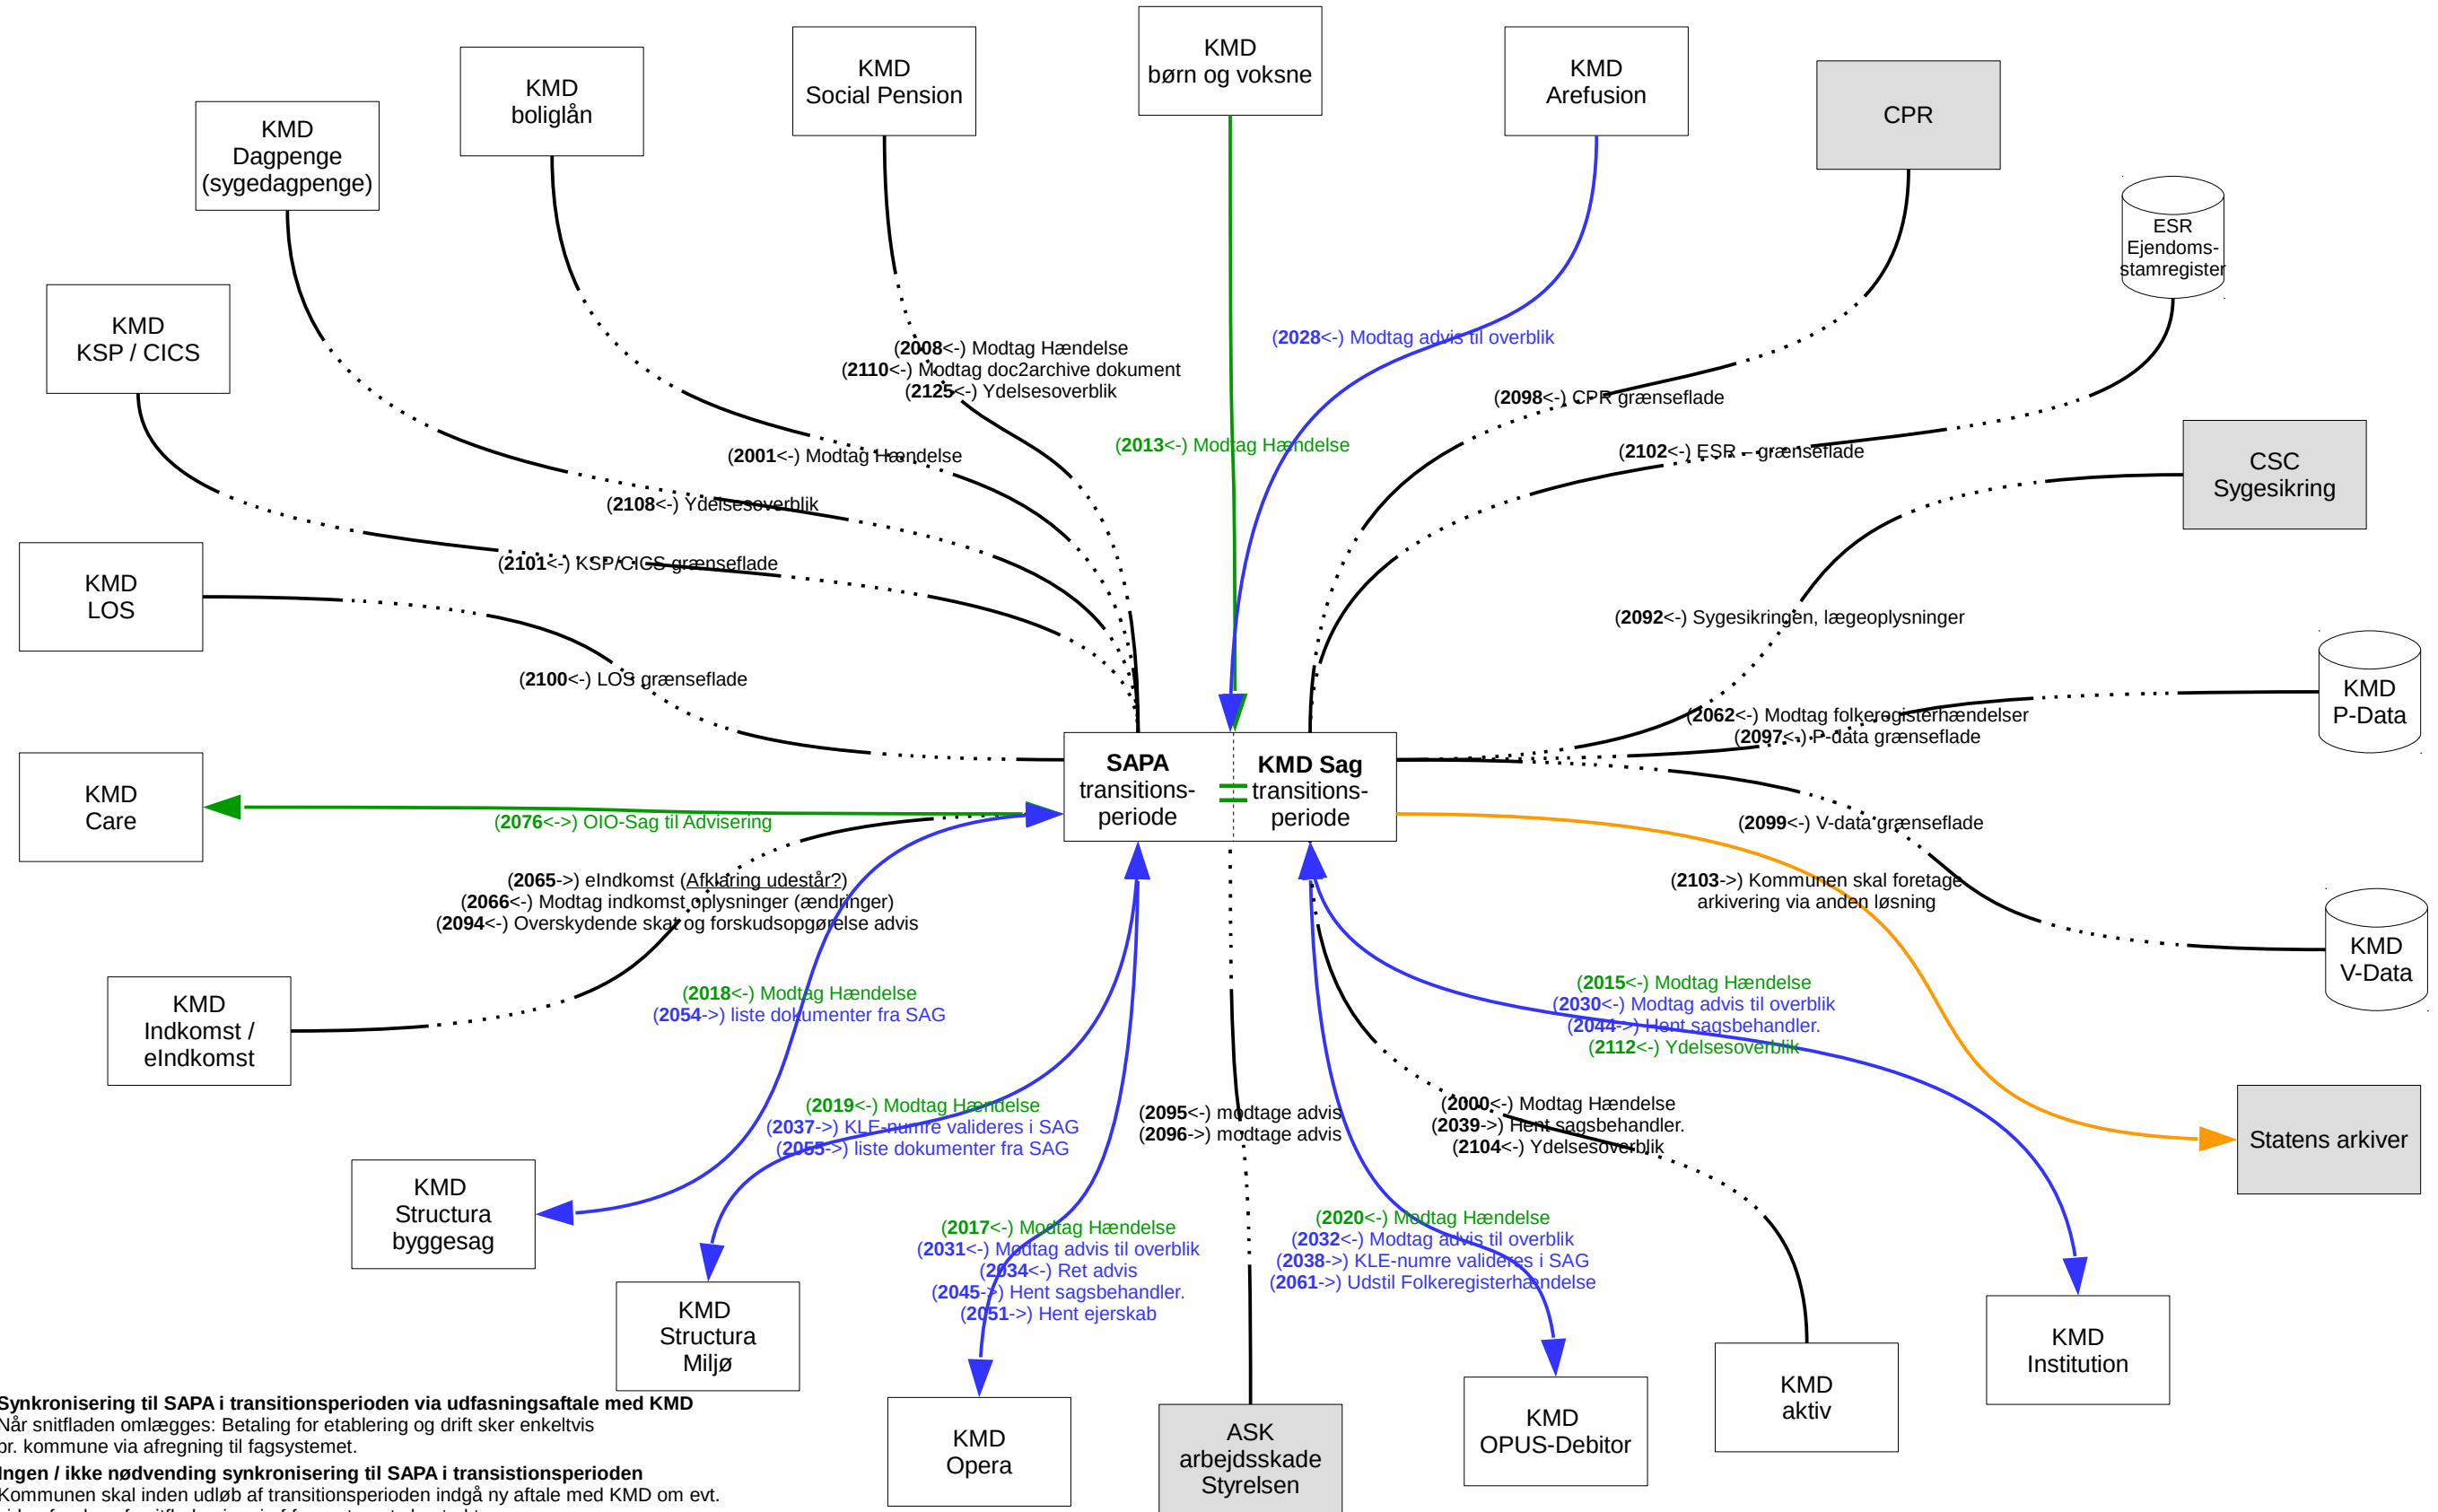 KMD
børn og voksne
KMD
Social Pension
KMD
Arefusion
KMD
boliglån
CPR
KMD
Dagpenge
(sygedagpenge)
ESR
Ejendoms-
stamregister
KMD
KSP / CICS
(2008<-) Modtag Hændelse
(2110<-) Modtag doc2archive dokument
(2125<-) Ydelsesoverblik
(2028<-) Modtag advis til overblik
(2098<-) CPR grænseflade
(2001<-) Modtag Hændelse
(2013<-) Modtag Hændelse
(2102<-) ESR – grænseflade
CSC
Sygesikring
(2108<-) Ydelsesoverblik
(2101<-) KSP/CICS grænseflade
KMD
LOS
(2092<-) Sygesikringen, lægeoplysninger
(2100<-) LOS grænseflade
KMD
P-Data
(2062<-) Modtag folkeregisterhændelser
(2097<-) P-data grænseflade
SAPA
transitions-
periode
=
KMD Sag
transitions-
periode
KMD
Care
(2076<->) OIO-Sag til Advisering
(2099<-) V-data grænseflade
(2065->) eIndkomst (Afklaring udestår?)
(2066<-) Modtag indkomst oplysninger (ændringer)
(2094<-) Overskydende skat og forskudsopgørelse advis
(2103->) Kommunen skal foretage
arkivering via anden løsning
KMD
V-Data
KMD
Indkomst /
eIndkomst
(2018<-) Modtag Hændelse
(2054->) liste dokumenter fra SAG
(2015<-) Modtag Hændelse
(2030<-) Modtag advis til overblik
(2044->) Hent sagsbehandler.
(2112<-) Ydelsesoverblik
(2019<-) Modtag Hændelse
(2037->) KLE-numre valideres i SAG
(2055->) liste dokumenter fra SAG
(2095<-) modtage advis
(2096->) modtage advis
(2000<-) Modtag Hændelse
(2039->) Hent sagsbehandler.
(2104<-) Ydelsesoverblik
Statens arkiver
KMD
Structura
byggesag
(2017<-) Modtag Hændelse
(2031<-) Modtag advis til overblik
(2034<-) Ret advis
(2045->) Hent sagsbehandler.
(2051->) Hent ejerskab
(2020<-) Modtag Hændelse
(2032<-) Modtag advis til overblik
(2038->) KLE-numre valideres i SAG
(2061->) Udstil Folkeregisterhændelse
KMD
Structura
Miljø
KMD
Institution
KMD
aktiv
KMD
OPUS-Debitor
KMD
Opera
ASK
arbejdsskade
Styrelsen
Synkronisering til SAPA i transitionsperioden via udfasningsaftale med KMD
Når snitfladen omlægges: Betaling for etablering og drift sker enkeltvis
pr. kommune via afregning til fagsystemet.
Ingen / ikke nødvending synkronisering til SAPA i transistionsperioden
Kommunen skal inden udløb af transitionsperioden indgå ny aftale med KMD om evt.